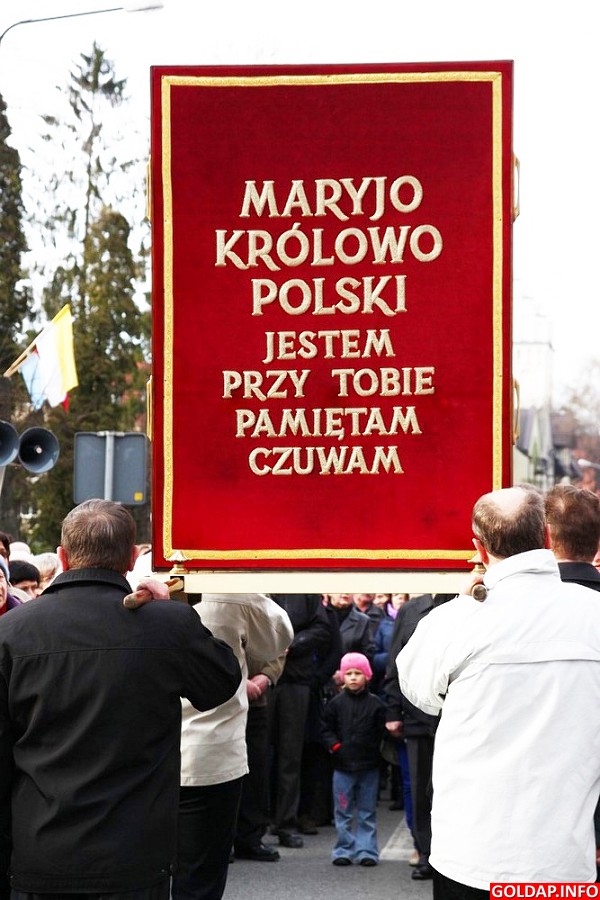 MARYJO
KRÓLOWO
POLSKI
JESTEM
PRZY TOBIE
PAMIĘTAM
CZUWAM
GOLDAP.INFO